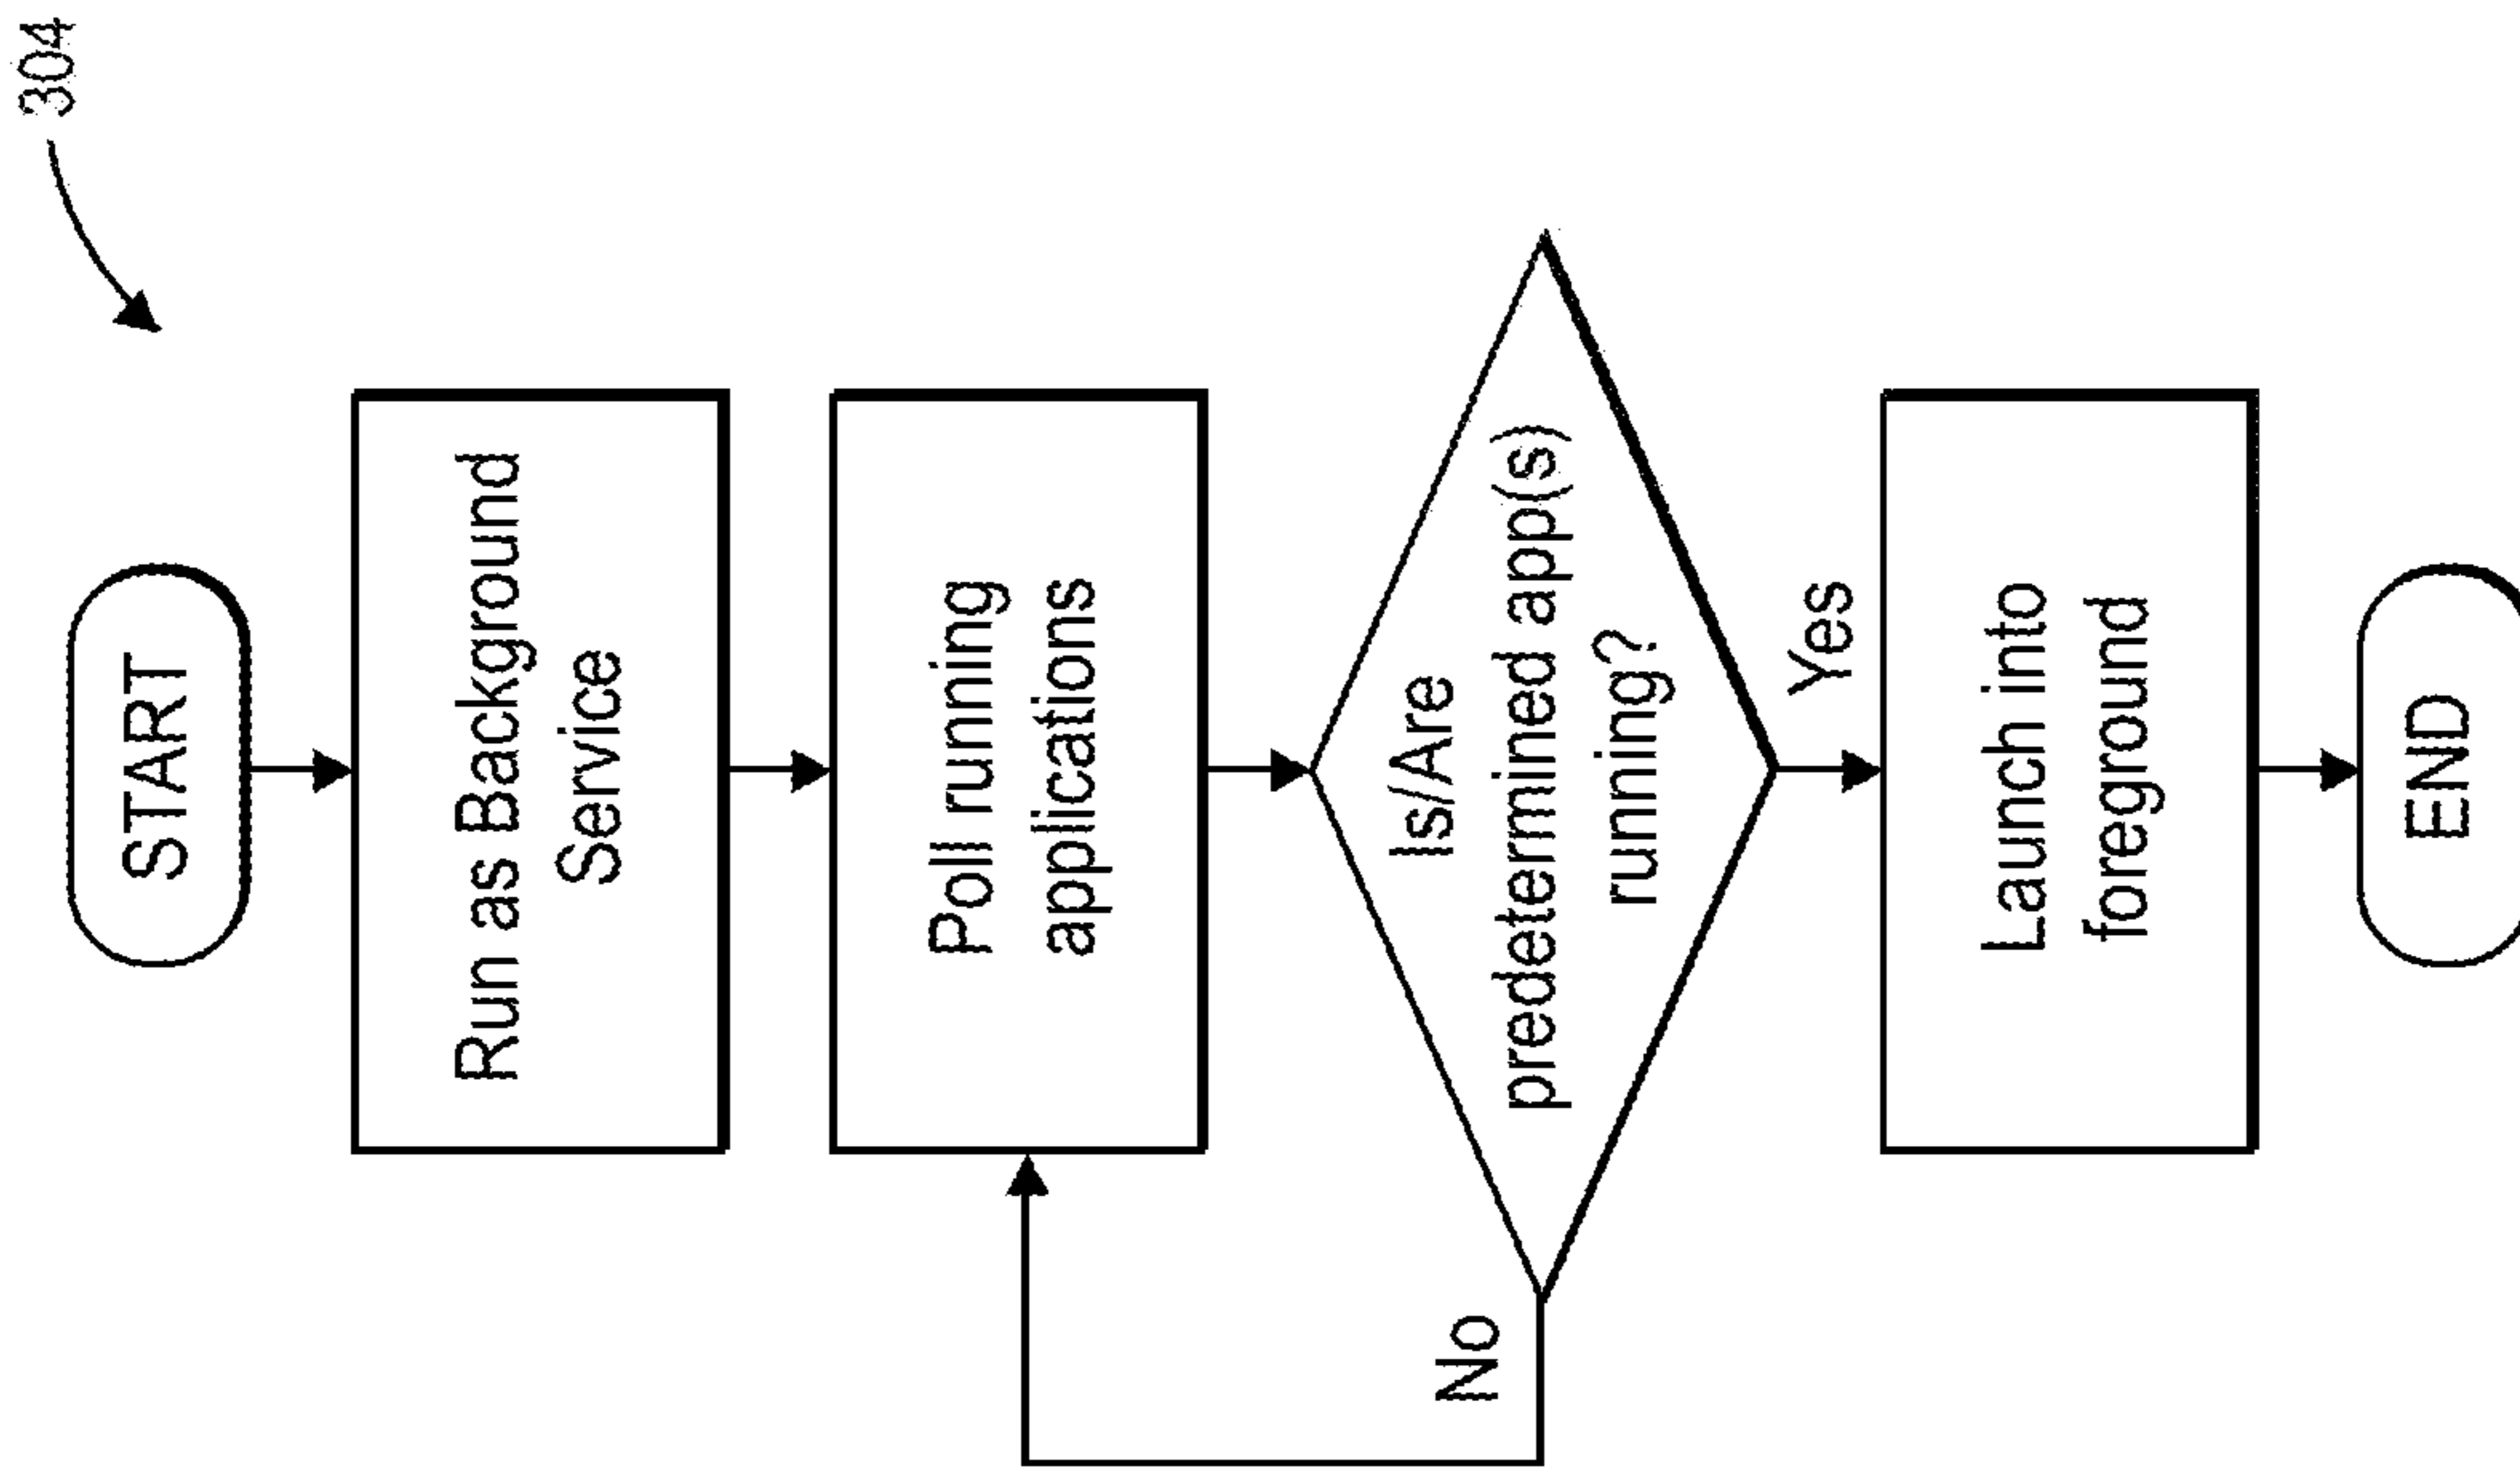 304
START
Run as Background
Service
Poll running
applications
Is/Are
predetermined app(s)
running?
No
Yes
Launch into
foreground
END